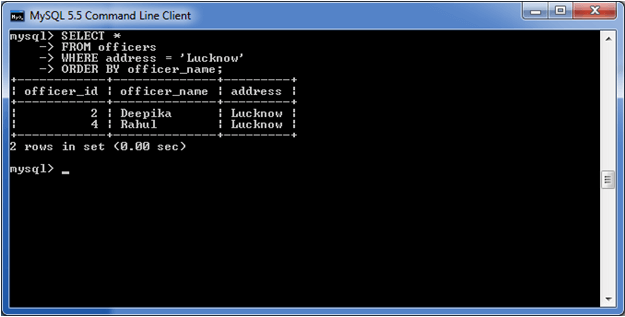 MySQL 5.5 Command Line Client
mysql> SELECT *
    -> FROM officers
    -> WHERE address = 'Lucknow'
    -> ORDER BY officer_name;
+------------+--------------+---------+
| officer_id | officer_name | address |
+------------+--------------+---------+
|          2 | Deepika      | Lucknow |
|          4 | Rahul        | Lucknow |
+------------+--------------+---------+
2 rows in set (0.00 sec)
mysql> _